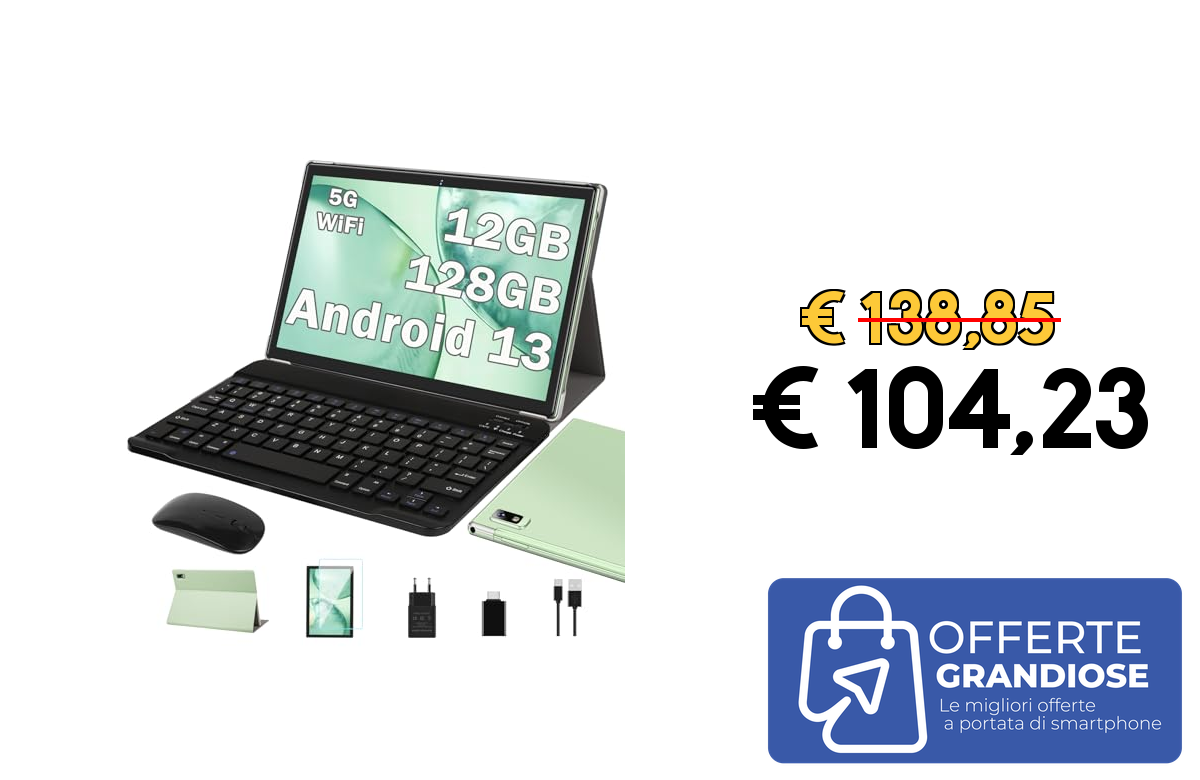 5G
WiFi
12GB
128GB
Android 13
€ 138,85
€ 104,23
OFFERTE
GRANDIOSE
Le migliori offerte
a portata di smartphone